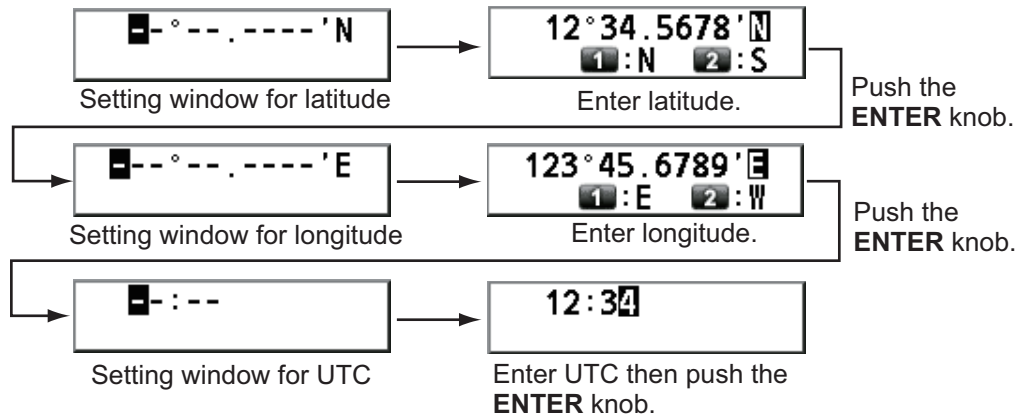 --°--.----'N
12°34.5678'N
1:N 2:S
Setting window for latitude
Enter latitude.
Push the
ENTER knob.
---°--.----'E
123°45.6789'E
1:E 2:W
Setting window for longitude
Enter longitude.
Push the
ENTER knob.
--:--
12:34
Setting window for UTC
Enter UTC then push the
ENTER knob.